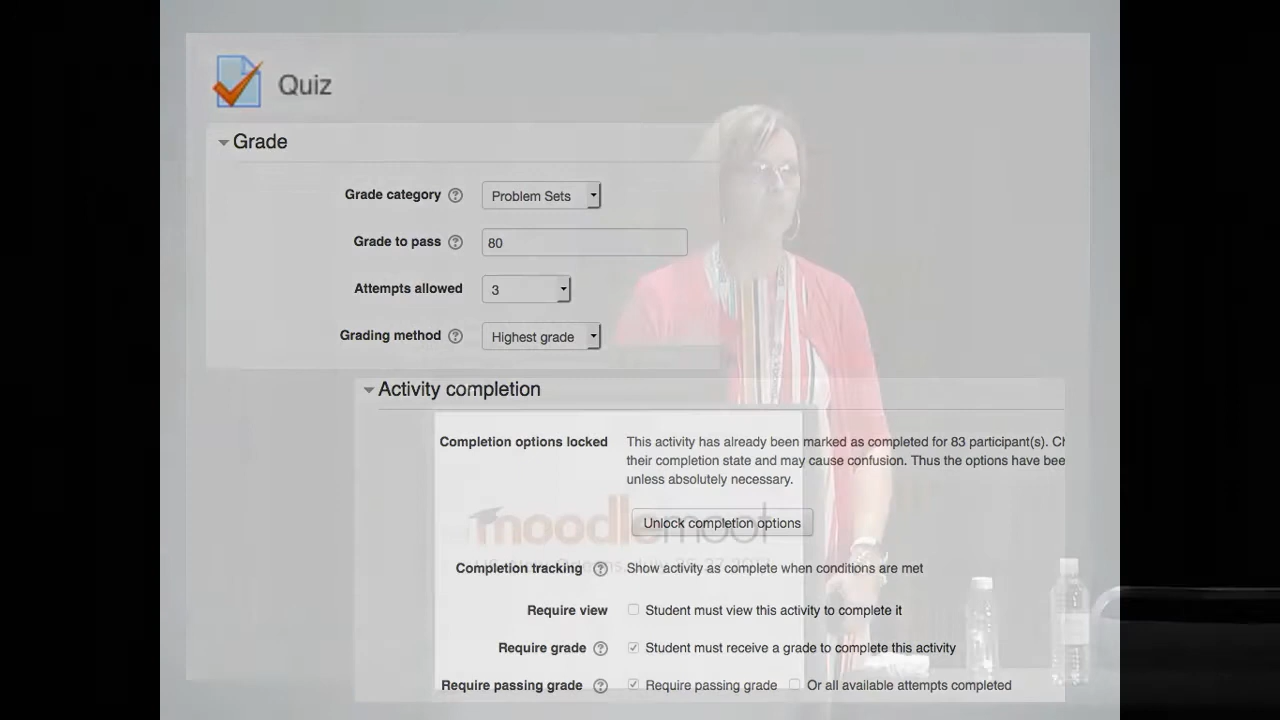 Quiz
Grade
Grade category
Problem Sets
Grade to pass
80
Attempts allowed
3
Grading method
Highest grade
Activity completion
Completion options locked
This activity has already been marked as completed for 83 participant(s). Ch
their completion state and may cause confusion. Thus the options have bee
unless absolutely necessary.
moodlemoot
Unlock completion options
Completion tracking
Show activity as complete when conditions are met
Require view
Student must view this activity to complete it
Require grade
Student must receive a grade to complete this activity
Require passing grade
Require passing grade
Or all available attempts completed